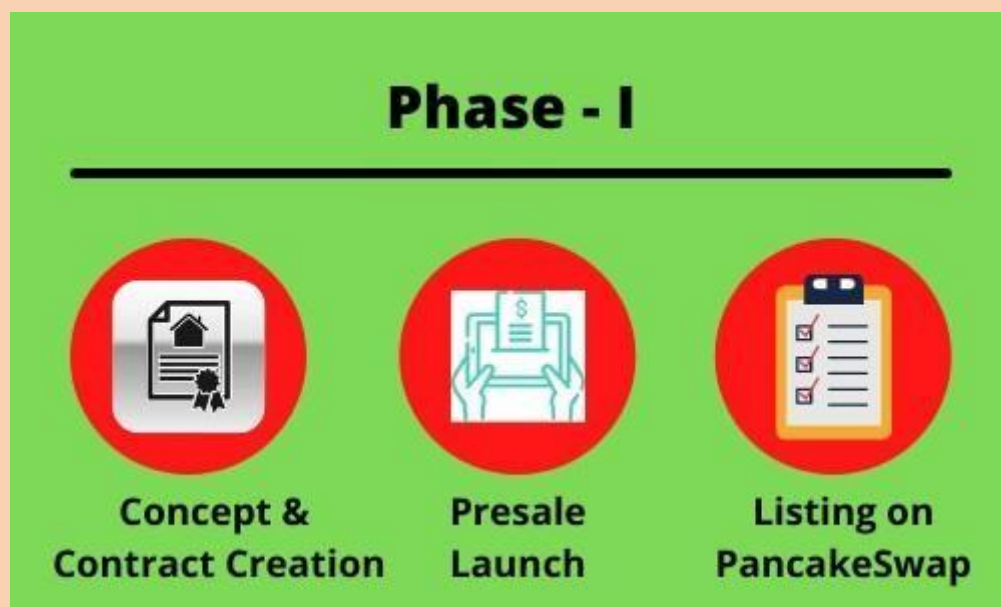 Phase - I
Concept &
Contract Creation
Presale
Launch
Listing on
PancakeSwap
$